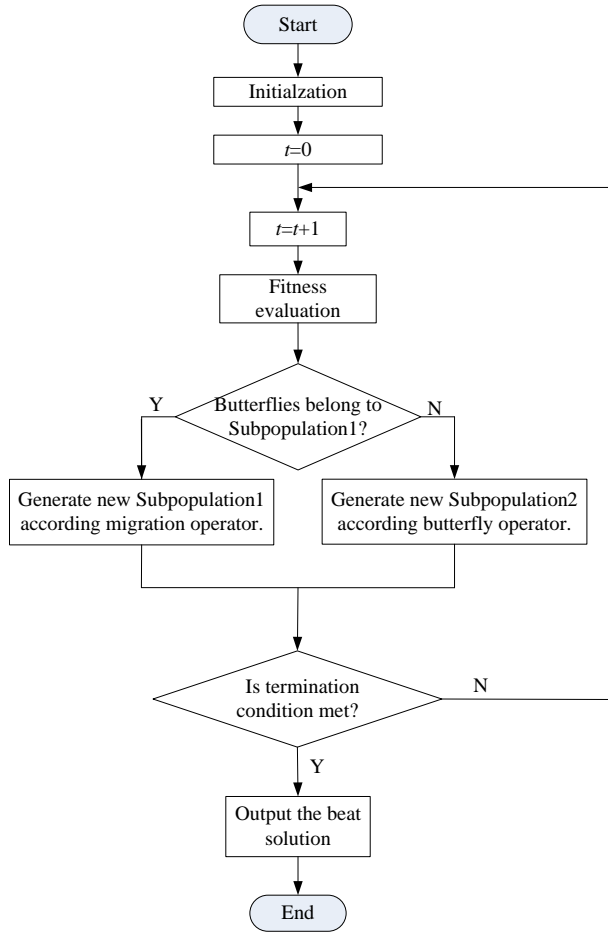 Start
Initialzation
t=0
t=t+1
Fitness
evaluation
Butterflies belong to
Subpopulation1?
Y
N
Generate new Subpopulation1
according migration operator.
Generate new Subpopulation2
according butterfly operator.
Is termination
condition met?
N
Y
Output the beat
solution
End